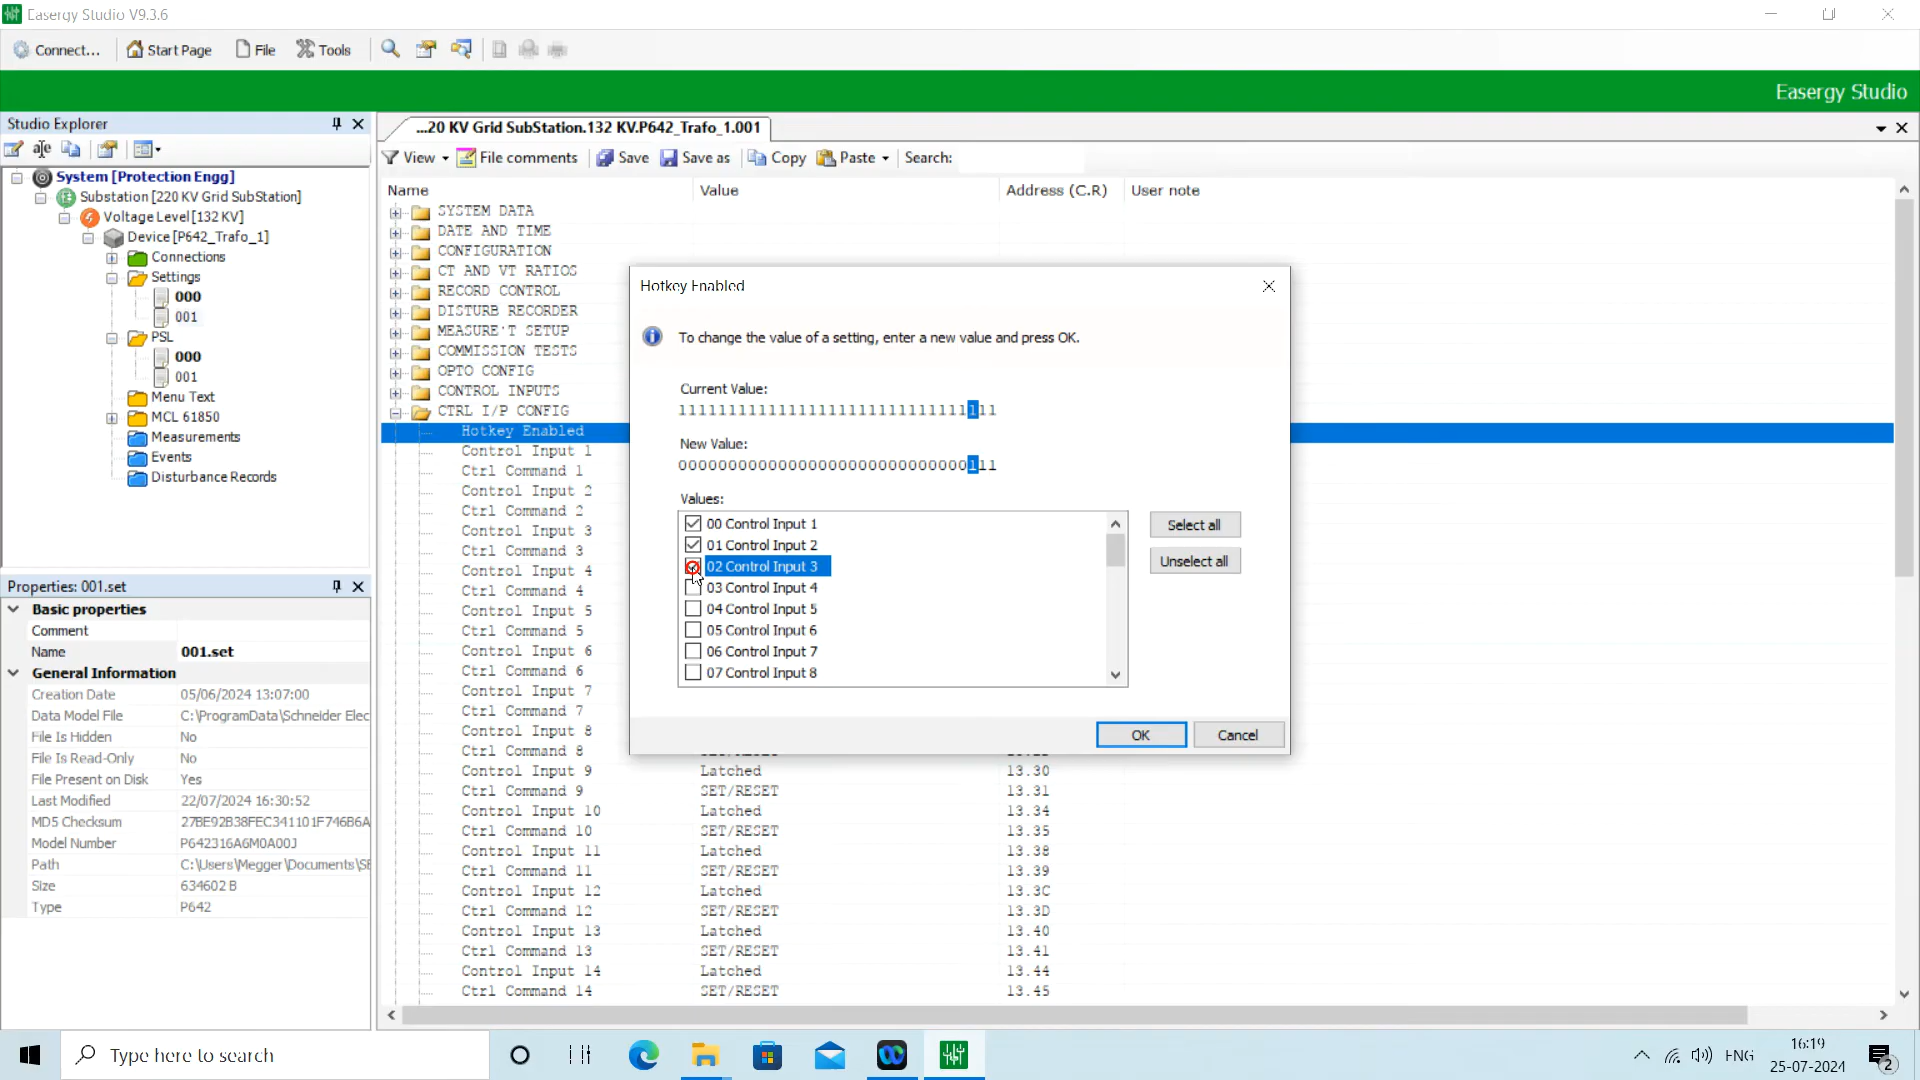 Easergy Studio V9.3.6
Connect... Start Page File Tools
Easergy Studio
Studio Explorer
System [Protection Engg]
Substation [220 KV Grid SubStation]
Voltage Level [132 KV]
Device [P642_Trafo_1]
Connections
Settings
000
001
PSL
000
001
Menu Text
MCL 61850
Measurements
Events
Disturbance Records
Properties: 001.set
Basic properties
Comment
Name 001.set
General Information
Creation Date 05/06/2024 13:07:00
Data Model File C:\ProgramData\Schneider Elec
File Is Hidden No
File Is Read-Only No
File Present on Disk Yes
Last Modified 22/07/2024 16:30:52
MD5 Checksum 27BE92B38FEC341101F746B6A
Model Number P642316A6M0A00J
Path C:\Users\Megger\Documents\SE
Size 634602 B
Type P642
...20 KV Grid SubStation.132 KV.P642_Trafo_1.001
View File comments Save Save as Copy Paste Search:
Name Value Address (C.R) User note
SYSTEM DATA
DATE AND TIME
CONFIGURATION
CT AND VT RATIOS
RECORD CONTROL
DISTURB RECORDER
MEASURE'T SETUP
COMMISSION TESTS
OPTO CONFIG
CONTROL INPUTS
CTRL I/P CONFIG
Hotkey Enabled
Control Input 1
Ctrl Command 1
Control Input 2
Ctrl Command 2
Control Input 3
Ctrl Command 3
Control Input 4
Ctrl Command 4
Control Input 5
Ctrl Command 5
Control Input 6
Ctrl Command 6
Control Input 7
Ctrl Command 7
Control Input 8
Ctrl Command 8
Control Input 9 Latched 13.30
Ctrl Command 9 SET/RESET 13.31
Control Input 10 Latched 13.34
Ctrl Command 10 SET/RESET 13.35
Control Input 11 Latched 13.38
Ctrl Command 11 SET/RESET 13.39
Control Input 12 Latched 13.3C
Ctrl Command 12 SET/RESET 13.3D
Control Input 13 Latched 13.40
Ctrl Command 13 SET/RESET 13.41
Control Input 14 Latched 13.44
Ctrl Command 14 SET/RESET 13.45
Hotkey Enabled
To change the value of a setting, enter a new value and press OK.
Current Value:
11111111111111111111111111111111
New Value:
00000000000000000000000000000111
Values:
00 Control Input 1
01 Control Input 2
02 Control Input 3
03 Control Input 4
04 Control Input 5
05 Control Input 6
06 Control Input 7
07 Control Input 8
Select all
Unselect all
OK Cancel
Type here to search
ENG
16:19
25-07-2024
2